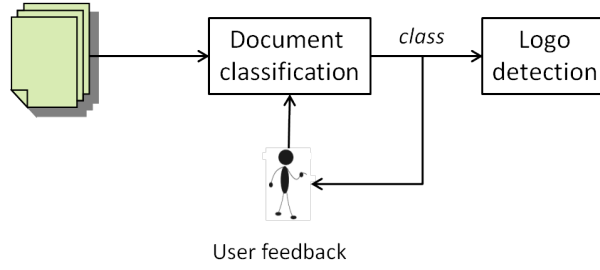 Document
classification
class
Logo
detection
User feedback